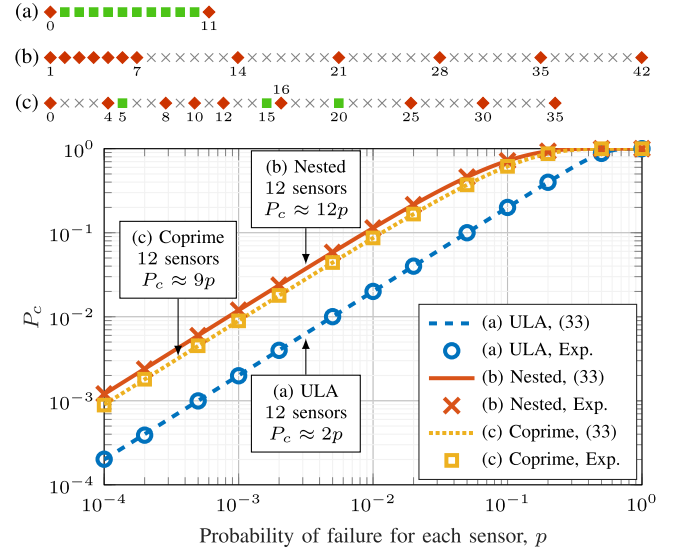 (a)
0 11
(b)
1 7 14 21 28 35 42
16
(c)
0 4 5 8 10 12 15 20 25 30 35
10^0
10^−1
10^−2
10^−3
10^−4
P_c
(b) Nested
12 sensors
P_c ≈ 12p
(c) Coprime
12 sensors
P_c ≈ 9p
(a) ULA
12 sensors
P_c ≈ 2p
(a) ULA, (33)
(a) ULA, Exp.
(b) Nested, (33)
(b) Nested, Exp.
(c) Coprime, (33)
(c) Coprime, Exp.
10^−4 10^−3 10^−2 10^−1 10^0
Probability of failure for each sensor, p